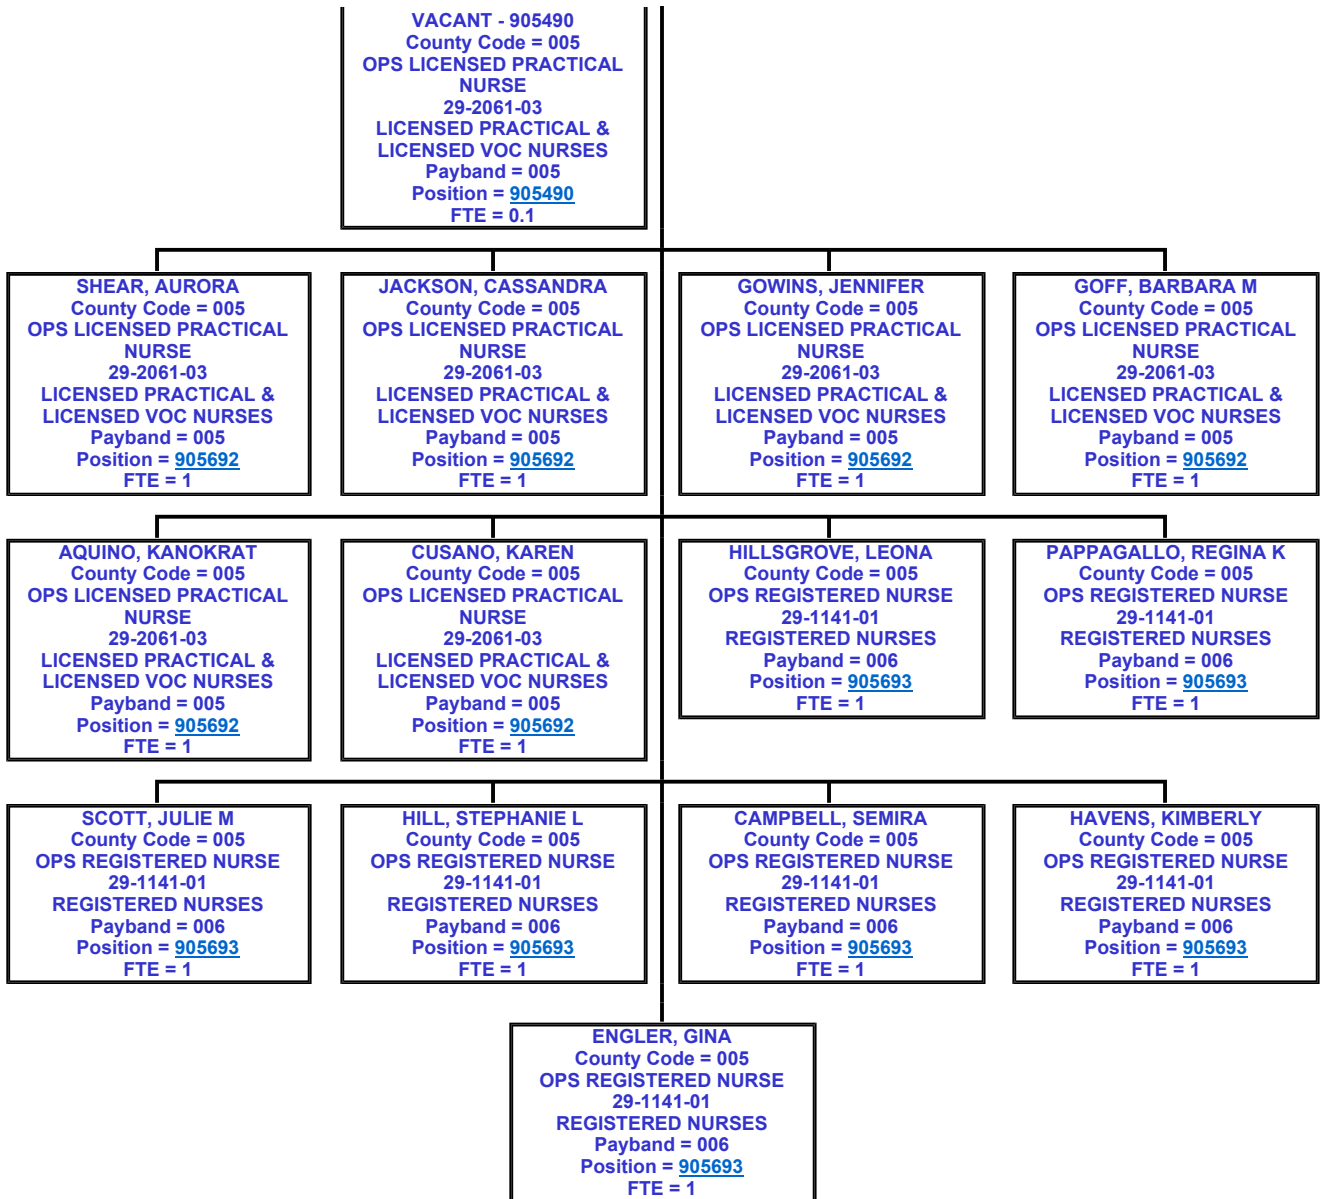 VACANT - 905490
County Code = 005
OPS LICENSED PRACTICAL
NURSE
29-2061-03
LICENSED PRACTICAL &
LICENSED VOC NURSES
Payband = 005
Position = 905490
FTE = 0.1
SHEAR, AURORA
County Code = 005
OPS LICENSED PRACTICAL
NURSE
29-2061-03
LICENSED PRACTICAL &
LICENSED VOC NURSES
Payband = 005
Position = 905692
FTE = 1
JACKSON, CASSANDRA
County Code = 005
OPS LICENSED PRACTICAL
NURSE
29-2061-03
LICENSED PRACTICAL &
LICENSED VOC NURSES
Payband = 005
Position = 905692
FTE = 1
GOWINS, JENNIFER
County Code = 005
OPS LICENSED PRACTICAL
NURSE
29-2061-03
LICENSED PRACTICAL &
LICENSED VOC NURSES
Payband = 005
Position = 905692
FTE = 1
GOFF, BARBARA M
County Code = 005
OPS LICENSED PRACTICAL
NURSE
29-2061-03
LICENSED PRACTICAL &
LICENSED VOC NURSES
Payband = 005
Position = 905692
FTE = 1
AQUINO, KANOKRAT
County Code = 005
OPS LICENSED PRACTICAL
NURSE
29-2061-03
LICENSED PRACTICAL &
LICENSED VOC NURSES
Payband = 005
Position = 905692
FTE = 1
CUSANO, KAREN
County Code = 005
OPS LICENSED PRACTICAL
NURSE
29-2061-03
LICENSED PRACTICAL &
LICENSED VOC NURSES
Payband = 005
Position = 905692
FTE = 1
HILLSGROVE, LEONA
County Code = 005
OPS REGISTERED NURSE
29-1141-01
REGISTERED NURSES
Payband = 006
Position = 905693
FTE = 1
PAPPAGALLO, REGINA K
County Code = 005
OPS REGISTERED NURSE
29-1141-01
REGISTERED NURSES
Payband = 006
Position = 905693
FTE = 1
SCOTT, JULIE M
County Code = 005
OPS REGISTERED NURSE
29-1141-01
REGISTERED NURSES
Payband = 006
Position = 905693
FTE = 1
HILL, STEPHANIE L
County Code = 005
OPS REGISTERED NURSE
29-1141-01
REGISTERED NURSES
Payband = 006
Position = 905693
FTE = 1
CAMPBELL, SEMIRA
County Code = 005
OPS REGISTERED NURSE
29-1141-01
REGISTERED NURSES
Payband = 006
Position = 905693
FTE = 1
HAVENS, KIMBERLY
County Code = 005
OPS REGISTERED NURSE
29-1141-01
REGISTERED NURSES
Payband = 006
Position = 905693
FTE = 1
ENGLER, GINA
County Code = 005
OPS REGISTERED NURSE
29-1141-01
REGISTERED NURSES
Payband = 006
Position = 905693
FTE = 1